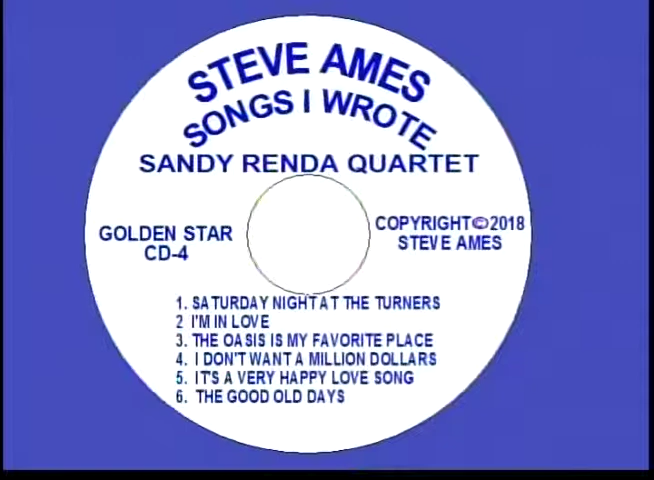 STEVE AMES
SONGS I WROTE
SANDY RENDA QUARTET
GOLDEN STAR
CD-4
COPYRIGHT©2018
STEVE AMES
1. SATURDAY NIGHT AT THE TURNERS
2 I'M IN LOVE
3. THE OASIS IS MY FAVORITE PLACE
4. I DON'T WANT A MILLION DOLLARS
5. IT'S A VERY HAPPY LOVE SONG
6. THE GOOD OLD DAYS